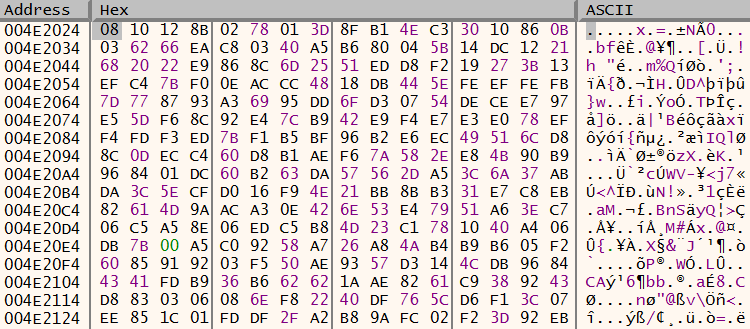 Address Hex ASCII
004E2024 08 10 12 8B 02 78 01 3D 8F B1 4E C3 30 10 86 0B .....x.=.±NÃ0...
004E2034 03 62 66 EA C8 03 40 A5 B6 80 04 5B 14 DC 12 21 .bfêÈ.@¥¶..[.Ü.!
004E2044 68 20 22 E9 86 8C 6D 25 51 ED D8 F2 19 27 3B 13 h "é..m%QíØò.';.
004E2054 EF C4 7B F0 0E AC CC 48 18 DB 44 5E FE EF FE FB ïÄ{ð.¬ÌH.ÛD^þïþû
004E2064 7D 77 87 93 A3 69 95 DD 6F D3 07 54 DE CE E7 97 }w..£i.ÝoÓ.TÞÎç.
004E2074 E5 5D F6 8C 92 E4 7C B9 42 E9 F4 E7 E3 E0 78 EF å]ö..ä|¹Béôçãàxï
004E2084 F4 FD F3 ED 7B F1 B5 BF 96 B2 E6 EC 49 51 6C D8 ôýóí{ñµ¿.²æìIQlØ
004E2094 8C 0D EC C4 60 D8 B1 AE F6 7A 58 2E E8 4B 90 B9 ..ìÄ`Ø±®özX.èK.¹
004E20A4 96 84 01 DC 60 B2 63 DA 57 56 2D A5 3C 6A 37 AB ...Ü`²cÚWV-¥<j7«
004E20B4 DA 3C 5E CF D0 16 F9 4E 21 BB 8B B3 31 E7 C8 EB Ú<^ÏÐ.ùN!».³1çÈë
004E20C4 82 61 4D 9A AC A3 0E 42 6E 53 E4 79 51 A6 3E C7 .aM.¬£.BnSäyQ¦>Ç
004E20D4 06 C5 A5 8E 06 ED C5 B8 4D 23 C1 78 10 40 A4 06 .Å¥..íÅ¸M#Áx.@¤.
004E20E4 DB 7B 00 A5 C0 92 58 A7 26 A8 4A B4 B9 B6 05 F2 Û{.¥À.X§&¨J´¹¶.ò
004E20F4 60 85 91 92 03 F5 50 AE 93 57 D3 14 4C DB 96 84 `....õP®.WÓ.LÛ..
004E2104 43 41 FD B9 36 B6 62 62 1A AE 82 61 C9 38 92 43 CAý¹6¶bb.®.aÉ8.C
004E2114 D8 83 03 06 08 6E F8 22 40 DF 76 5C D6 F1 3C 07 Ø....nø"@ßv\Öñ<.
004E2124 EE 85 1C 01 FD DF 2F A2 B8 9A FC 02 F2 3D 92 EB î...ýß/¢¸.ü.ò=.ë